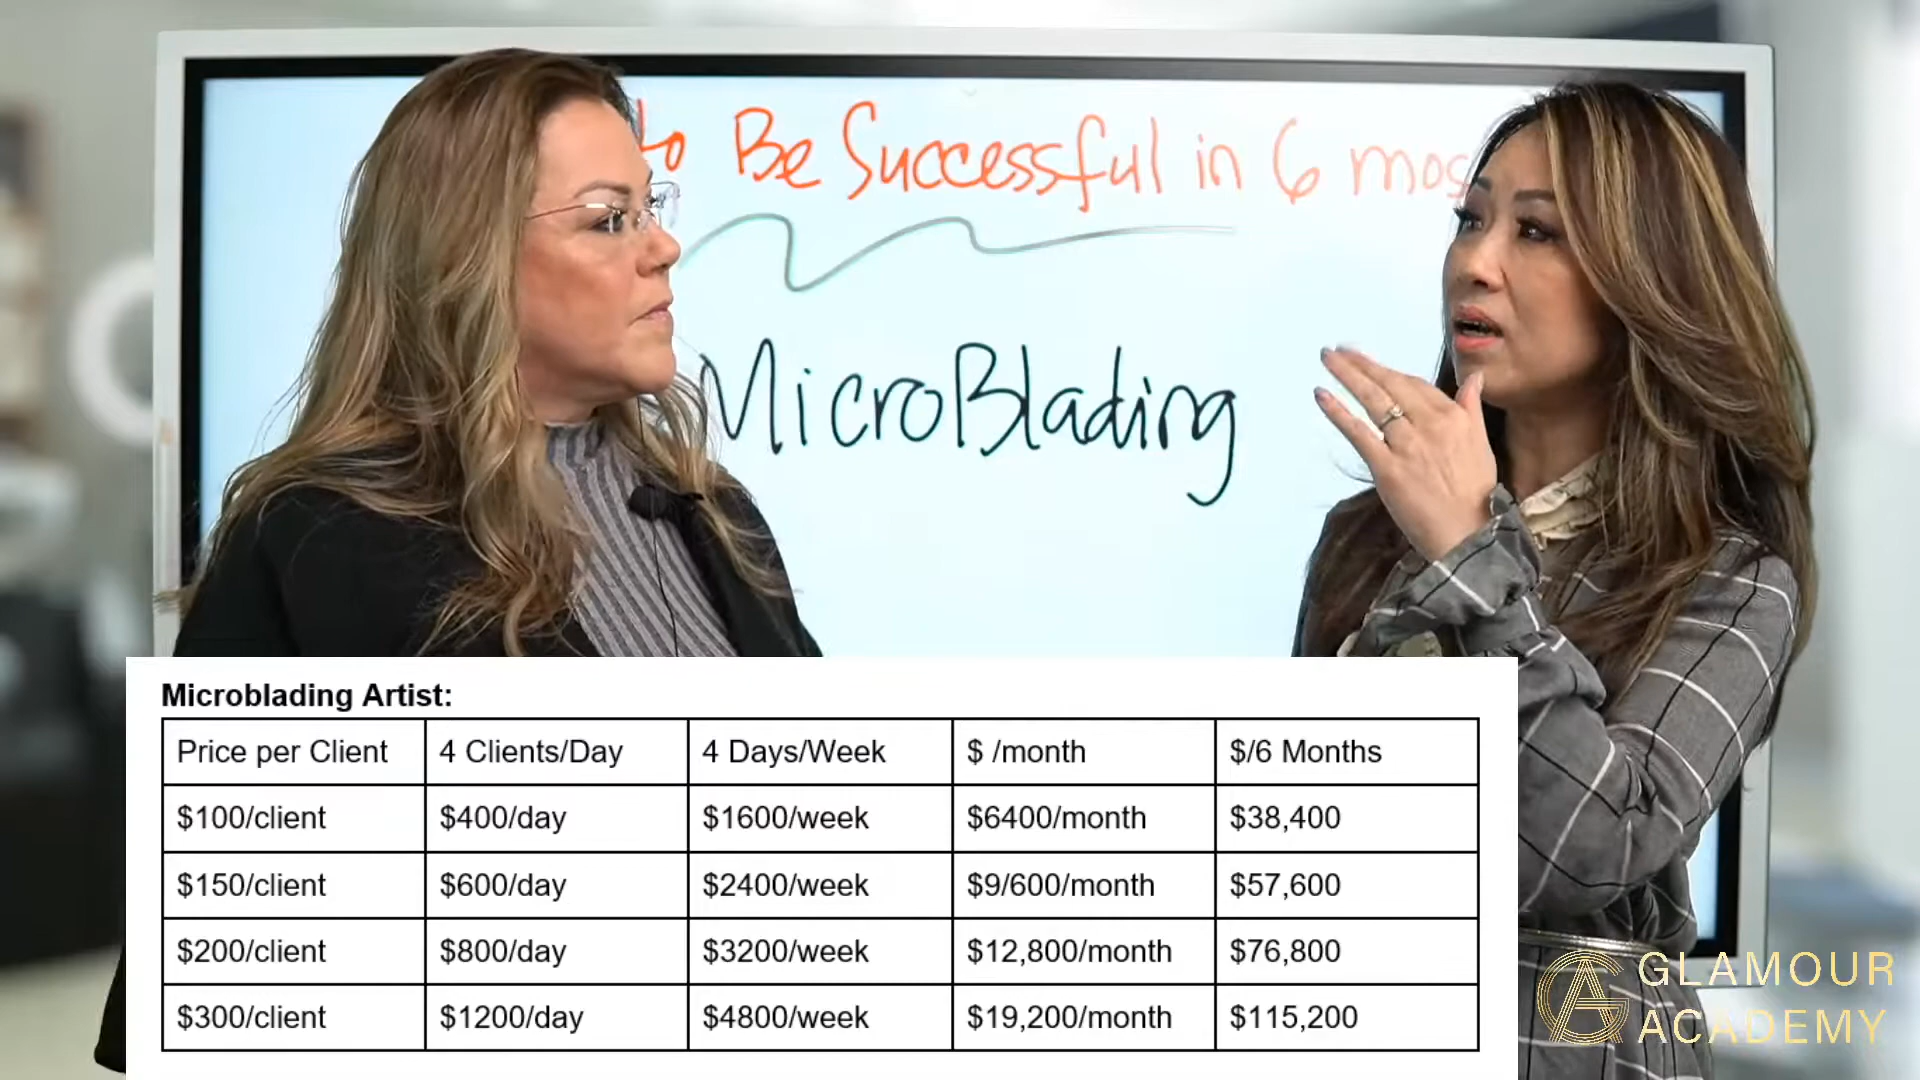 to Be Successful in 6 mos
MicroBlading
Microblading Artist:
Price per Client 4 Clients/Day 4 Days/Week $ /month $/6 Months
$100/client $400/day $1600/week $6400/month $38,400
$150/client $600/day $2400/week $9/600/month $57,600
$200/client $800/day $3200/week $12,800/month $76,800
$300/client $1200/day $4800/week $19,200/month $115,200
GLAMOUR
ACADEMY